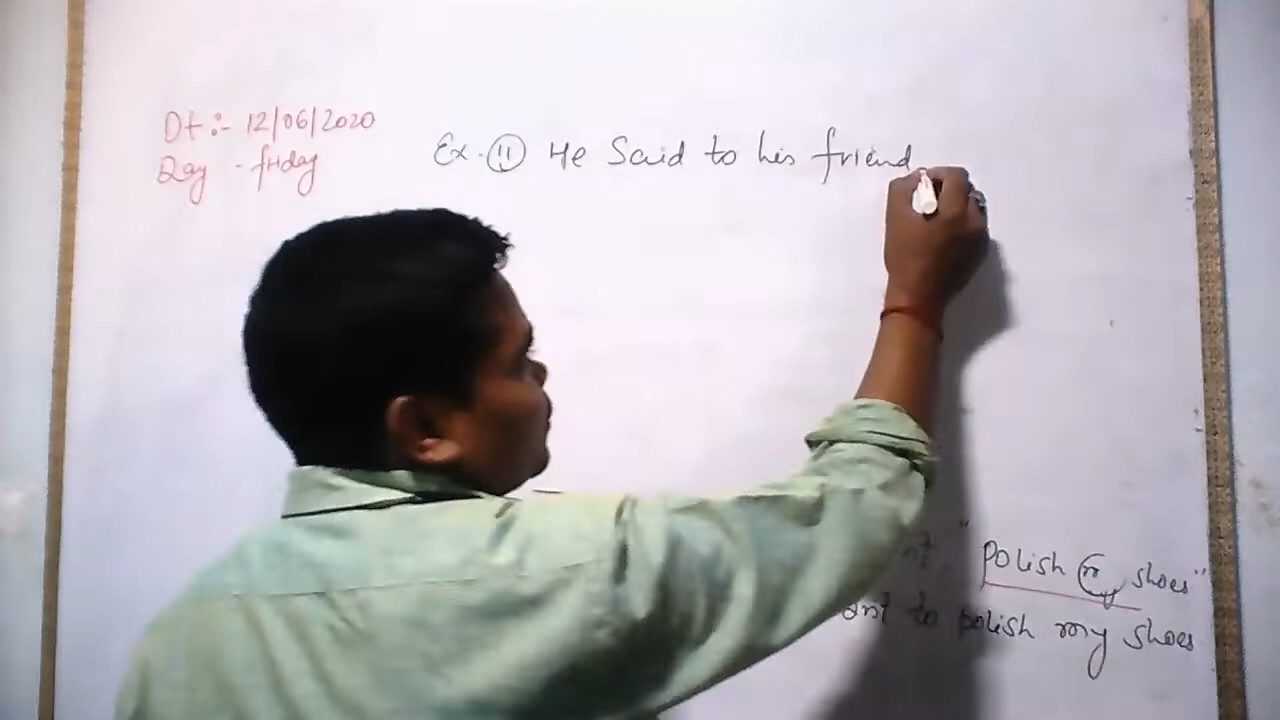 Dt :- 12/06/2020
Day - friday
Ex. 11 He Said to his friend
" Polish my shoes"
to polish my shoes